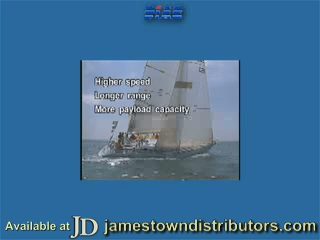 Higher speed
Longer range
More payload capacity
Available at JD jamestowndistributors.com